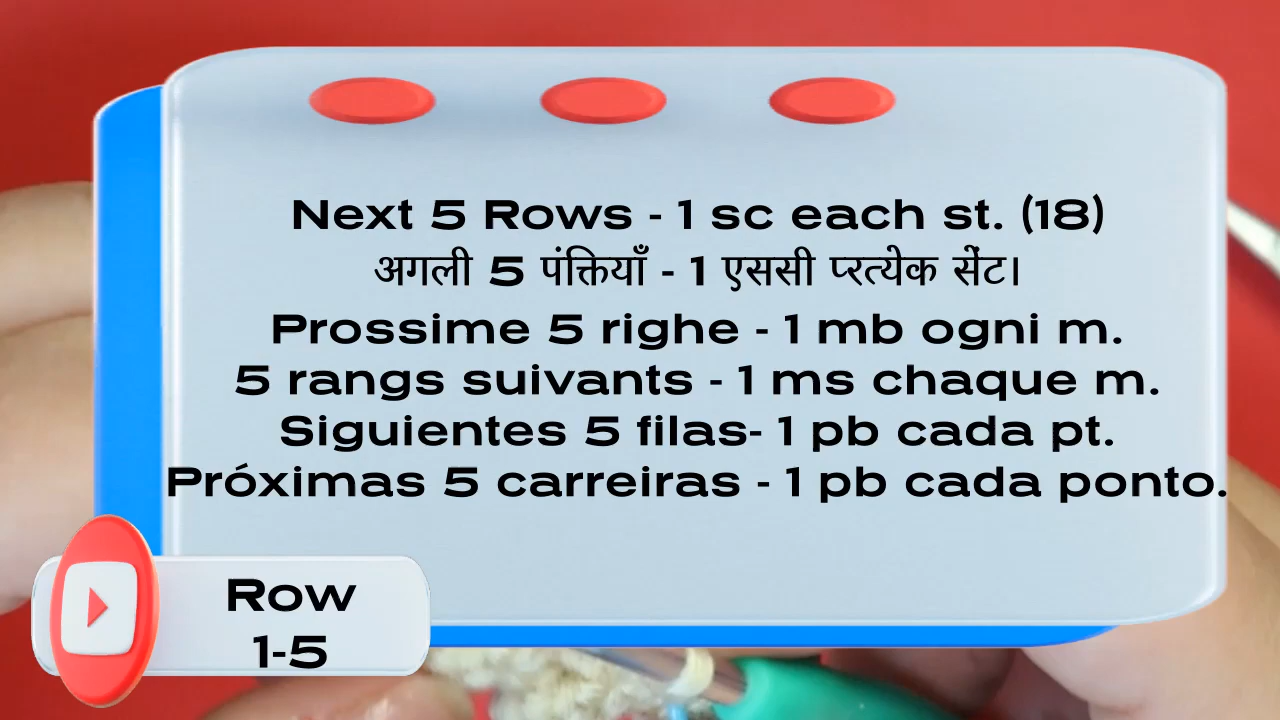 Next 5 Rows - 1 sc each st. (18)
अगली 5 पंक्तियाँ - 1 एससी प्रत्येक सेंट।
Prossime 5 righe - 1 mb ogni m.
5 rangs suivants - 1 ms chaque m.
Siguientes 5 filas- 1 pb cada pt.
Próximas 5 carreiras - 1 pb cada ponto.
Row
1-5